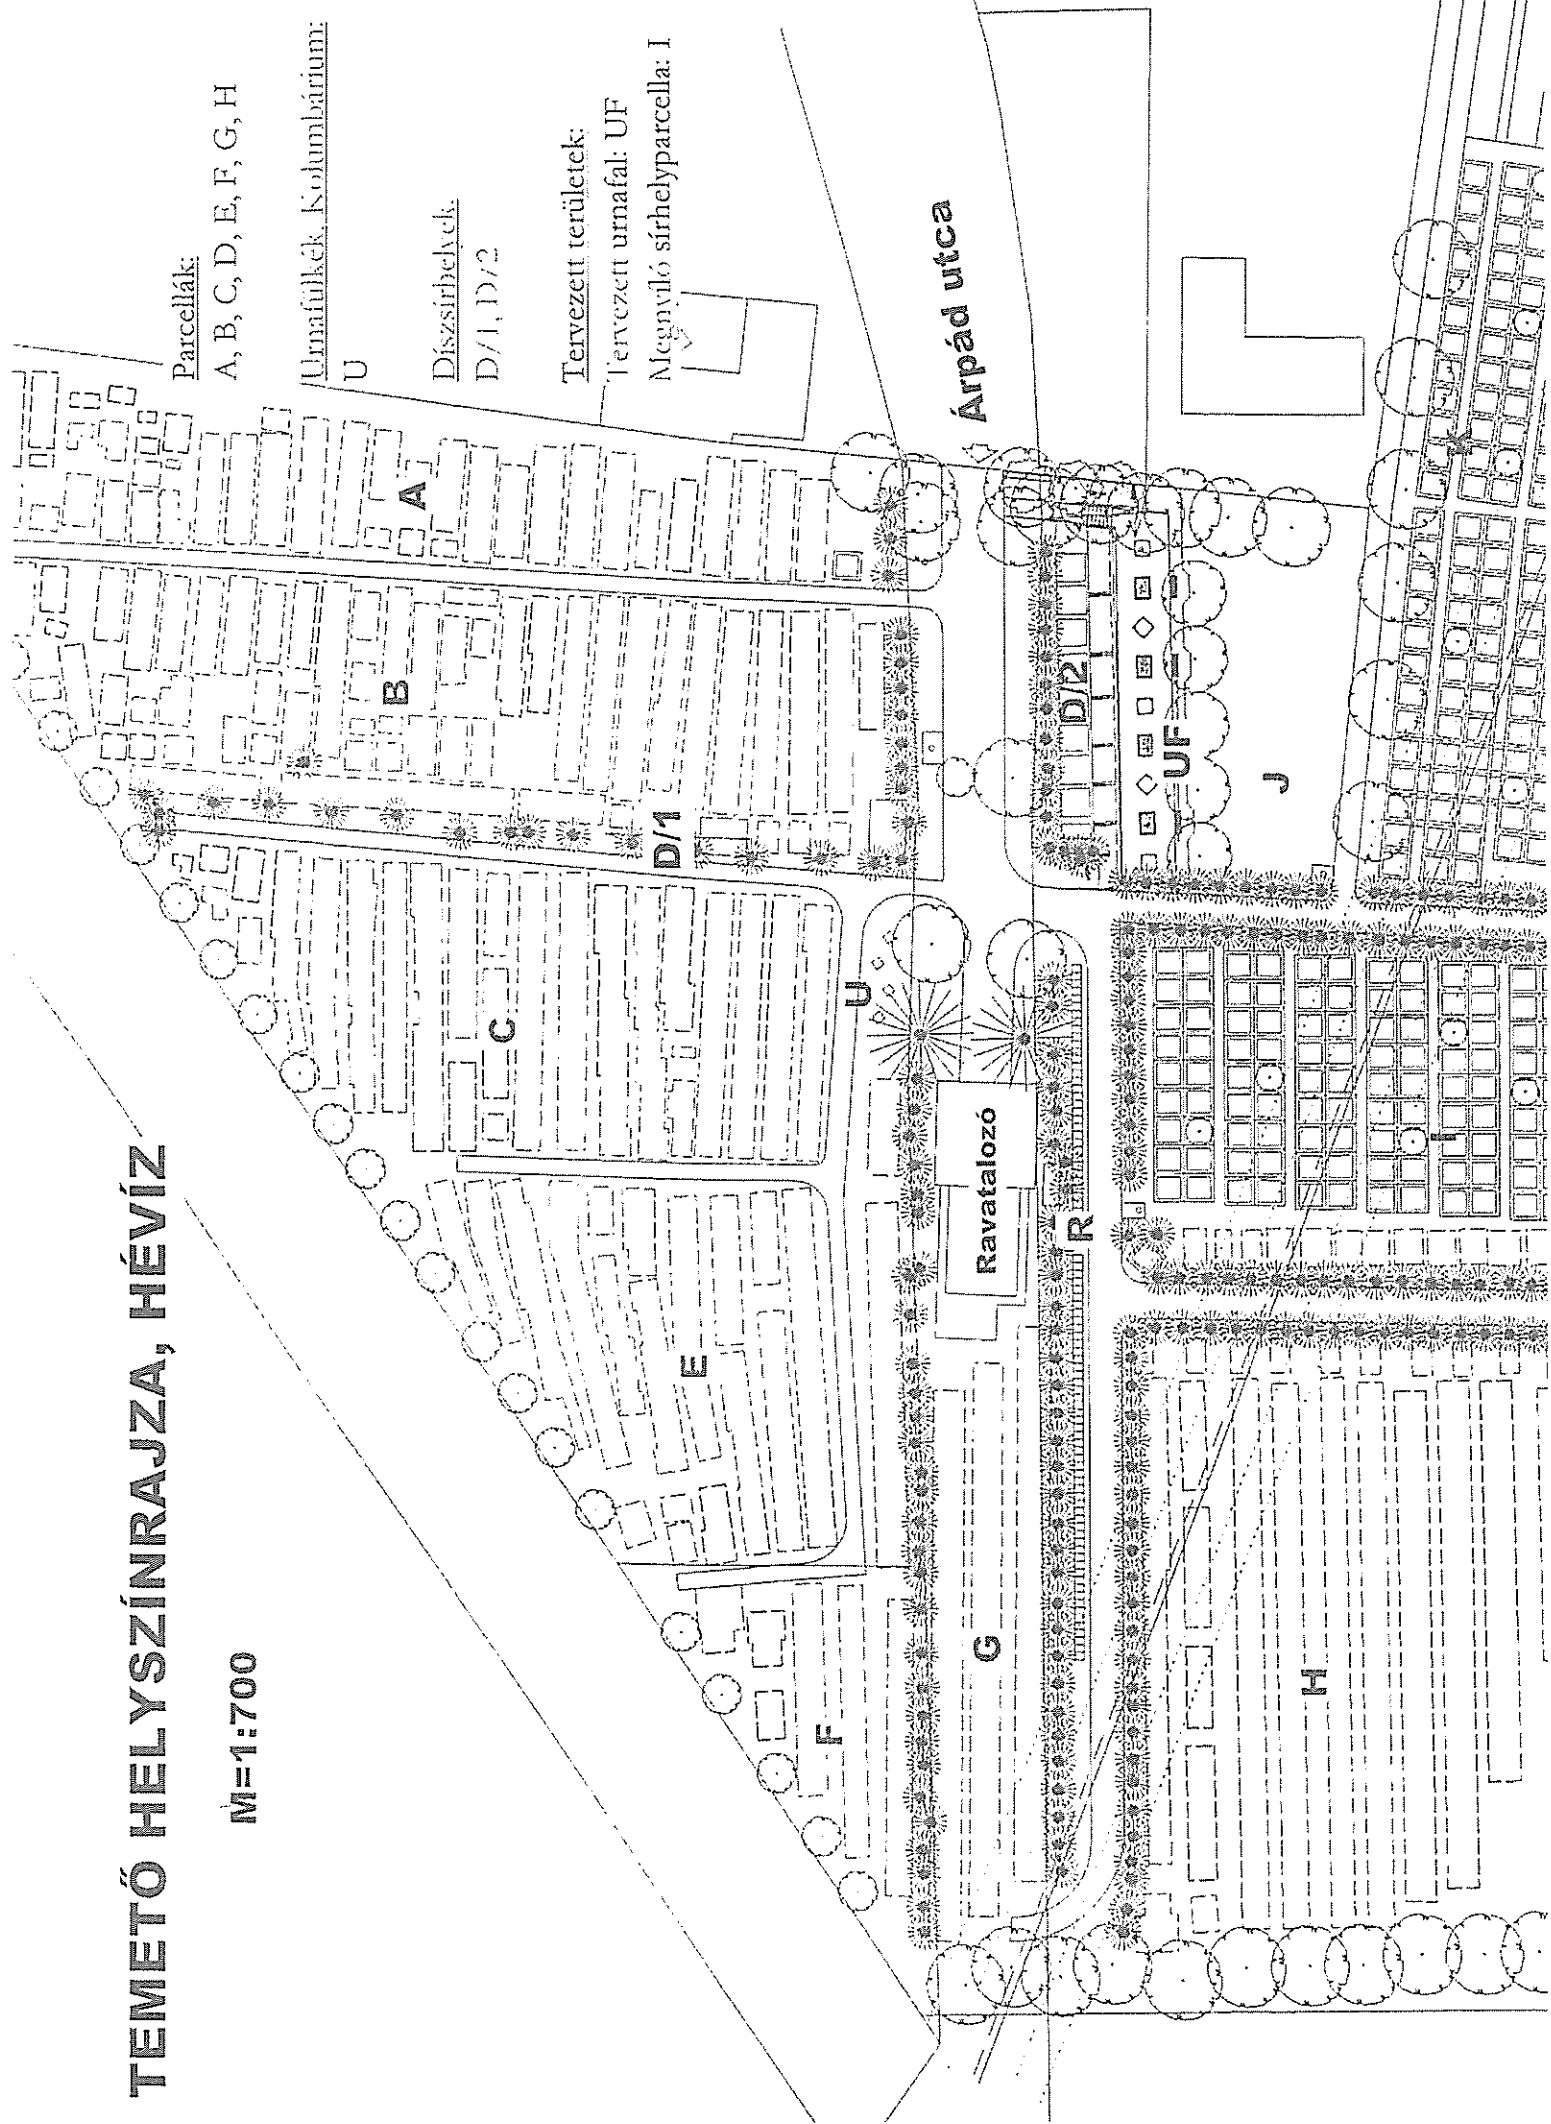 TEMETŐ HELYSZÍNRAJZA, HÉVÍZ
M=1:700
Parcellák:
A, B, C, D, E, F, G, H
Urnafülkék, Kolumbárium:
U
Díszsírhelyek
D/1, D/2
Tervezett területek:
Tervezett urnafal: UF
Megnyíló sírhelyparcella: I
A
B
D/1
C
U
E
F
Árpád utca
D/2
UF
J
K
Ravatalozó
R
G
I
H